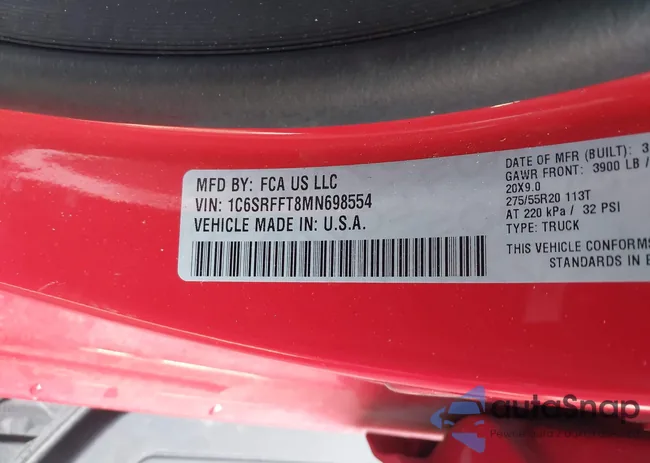 MFD BY: FCA US LLC
VIN: 1C6SRFFT8MN698554
VEHICLE MADE IN: U.S.A.
DATE OF MFR (BUILT): 3
GAWR FRONT: 3900 LB /
20X9.0
275/55R20 113T
AT 220 kPa / 32 PSI
TYPE: TRUCK
THIS VEHICLE CONFORMS
STANDARDS IN E
autoSnap